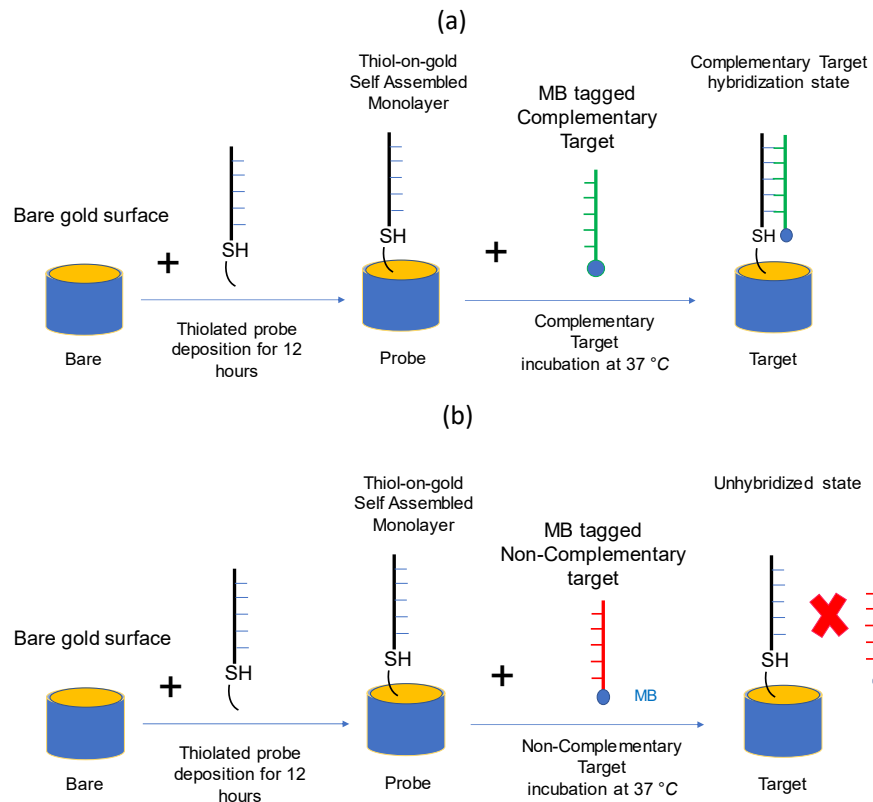 (a)
Thiol-on-gold
Self Assembled
Monolayer
MB tagged
Complementary
Target
Complementary Target
hybridization state
Bare gold surface
+
SH
+
SH
SH
Thiolated probe
deposition for 12
hours
Complementary
Target
incubation at 37 °C
Bare
Probe
Target
(b)
Thiol-on-gold
Self Assembled
Monolayer
MB tagged
Non-Complementary
target
Unhybridized state
Bare gold surface
+
SH
+
SH
SH
MB
Thiolated probe
deposition for 12
hours
Non-Complementary
Target
incubation at 37 °C
Bare
Probe
Target